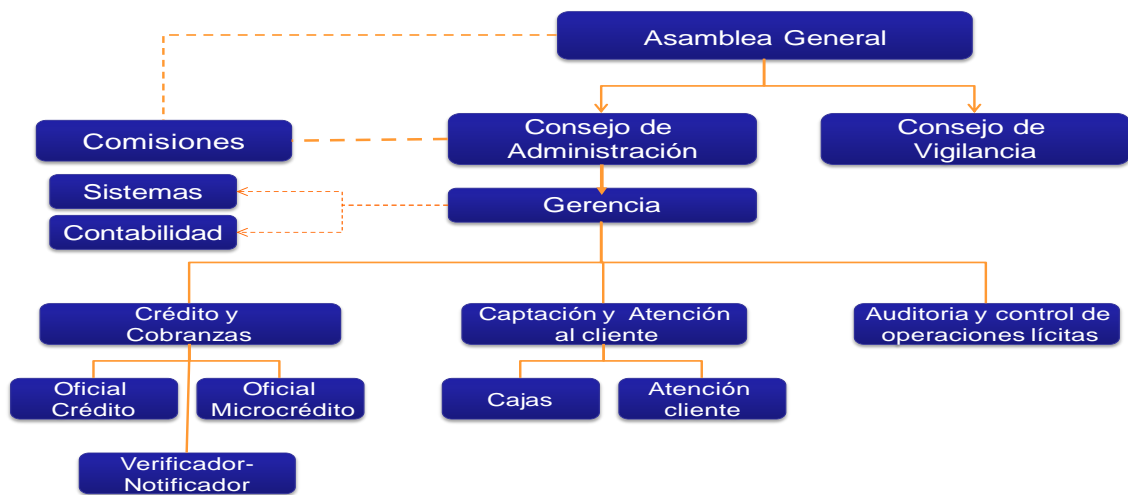 Asamblea General
Comisiones
Consejo de
Administración
Consejo de
Vigilancia
Sistemas
Gerencia
Contabilidad
Crédito y
Cobranzas
Captación y Atención
al cliente
Auditoria y control de
operaciones lícitas
Oficial
Crédito
Oficial
Microcrédito
Cajas
Atención
cliente
Verificador-
Notificador